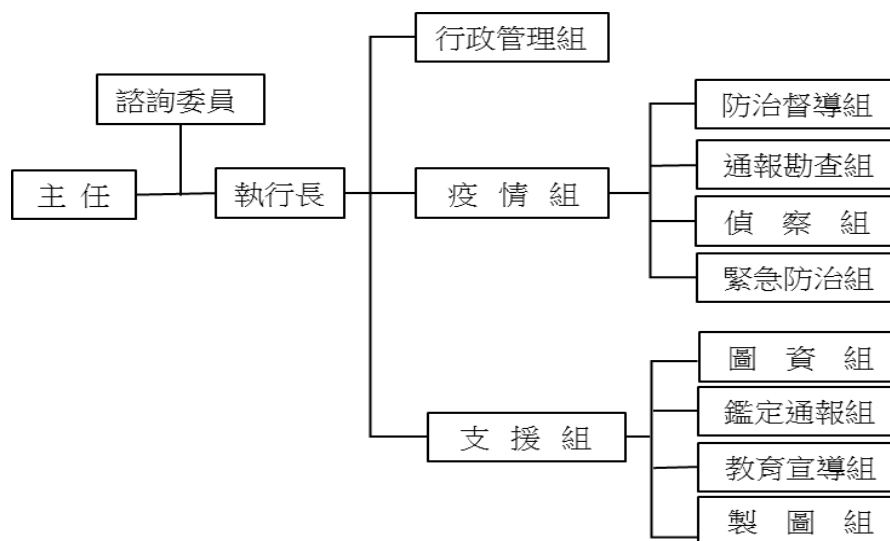 行政管理組
諮詢委員
防治督導組
通報勘查組
主任
執行長
疫情組
偵察組
緊急防治組
圖資組
支援組
鑑定通報組
教育宣導組
製圖組